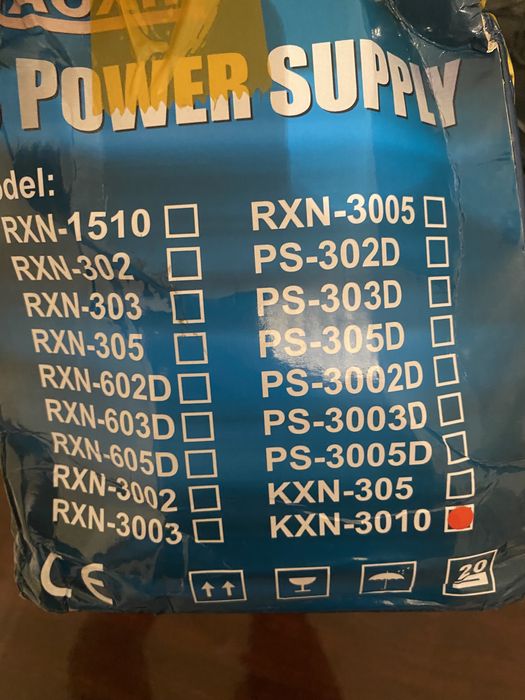 POWER SUPPLY
RXN-1510
RXN-302
RXN-303
RXN-305
RXN-602D
RXN-603D
RXN-605D
RXN-3002
RXN-3003
RXN-3005
PS-302D
PS-303D
PS-305D
PS-3002D
PS-3003D
PS-3005D
KXN-305
KXN-3010
CE
20